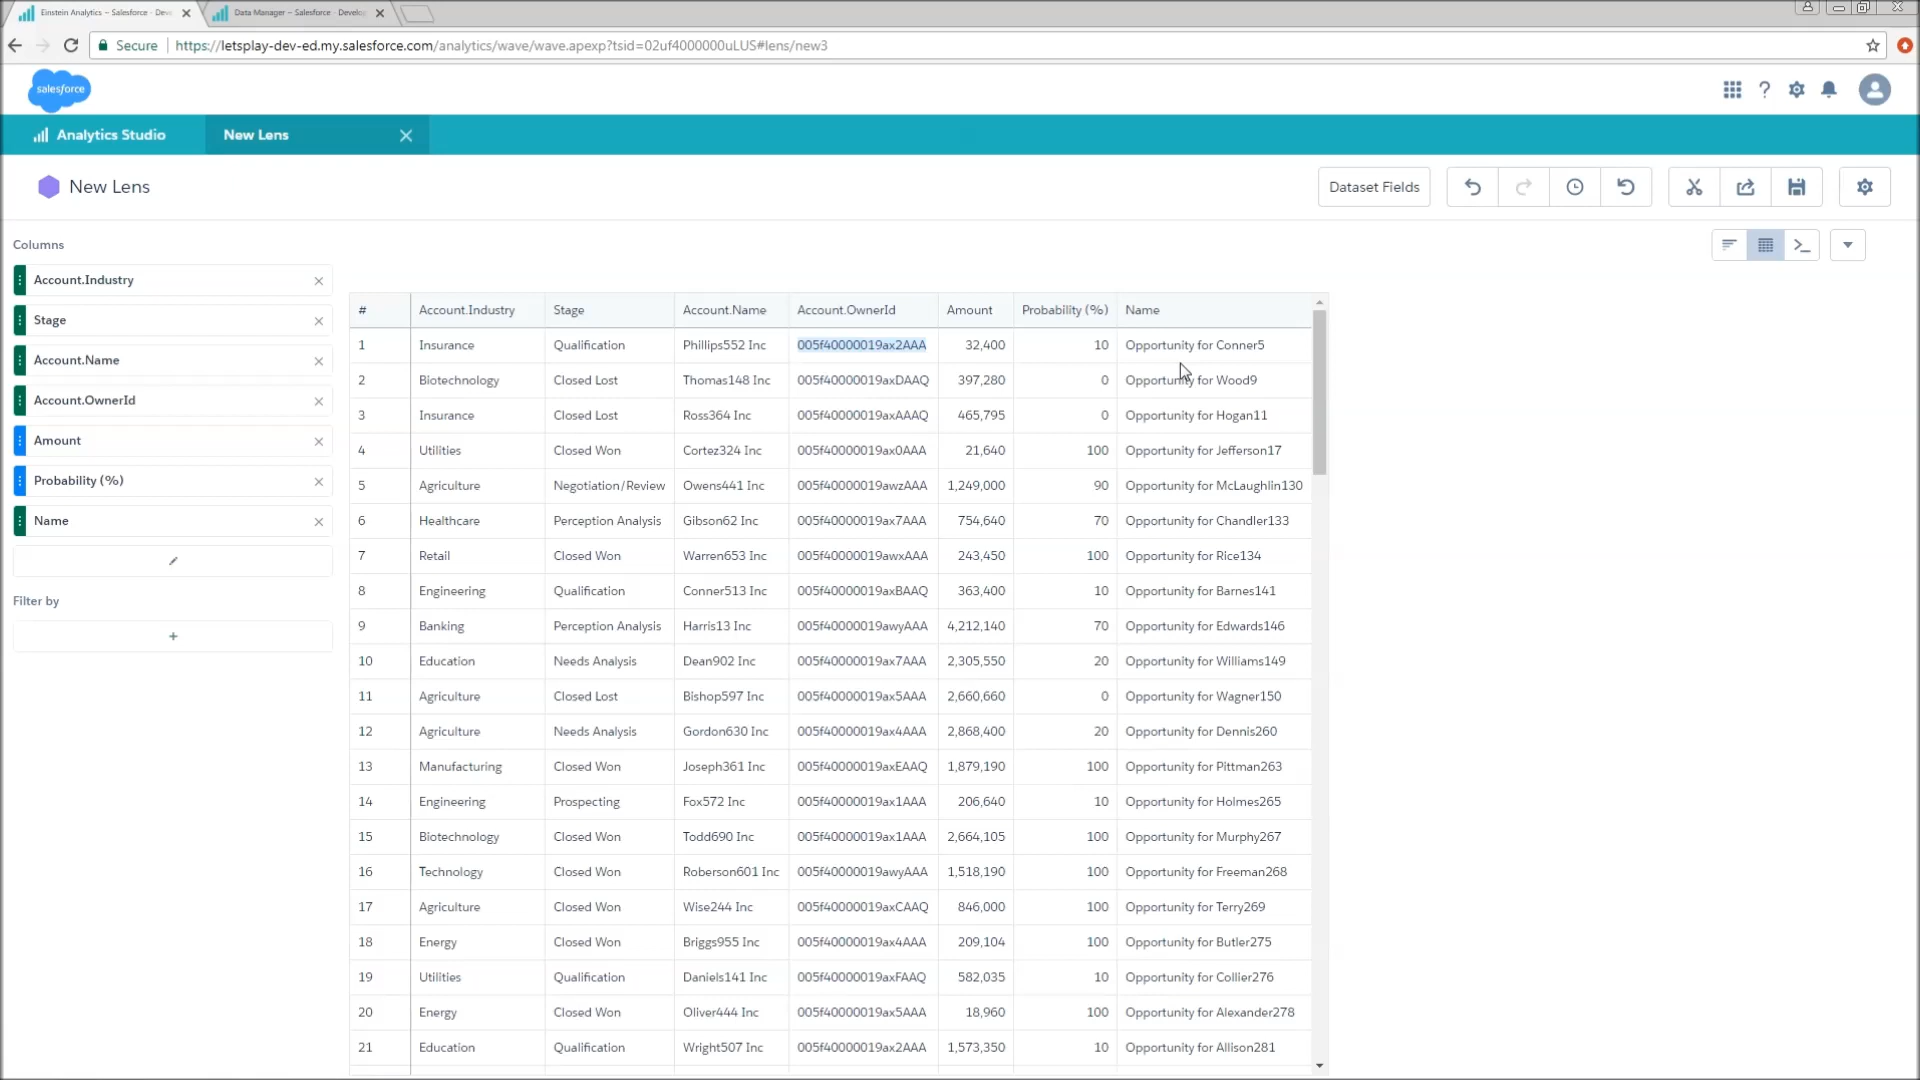 Einstein Analytics – Salesforce - Deve
Data Manager – Salesforce - Develo
Secure https://letsplay-dev-ed.my.salesforce.com/analytics/wave/wave.apexp?tsid=02uf4000000uLUS#lens/new3
salesforce
Analytics Studio New Lens
New Lens Dataset Fields
Columns
Account.Industry
Stage
Account.Name
Account.OwnerId
Amount
Probability (%)
Name
Filter by
# Account.Industry Stage Account.Name Account.OwnerId Amount Probability (%) Name
1 Insurance Qualification Phillips552 Inc 005f40000019ax2AAA 32,400 10 Opportunity for Conner5
2 Biotechnology Closed Lost Thomas148 Inc 005f40000019axDAAQ 397,280 0 Opportunity for Wood9
3 Insurance Closed Lost Ross364 Inc 005f40000019axAAAQ 465,795 0 Opportunity for Hogan11
4 Utilities Closed Won Cortez324 Inc 005f40000019ax0AAA 21,640 100 Opportunity for Jefferson17
5 Agriculture Negotiation/Review Owens441 Inc 005f40000019awzAAA 1,249,000 90 Opportunity for McLaughlin130
6 Healthcare Perception Analysis Gibson62 Inc 005f40000019ax7AAA 754,640 70 Opportunity for Chandler133
7 Retail Closed Won Warren653 Inc 005f40000019awxAAA 243,450 100 Opportunity for Rice134
8 Engineering Qualification Conner513 Inc 005f40000019axBAAQ 363,400 10 Opportunity for Barnes141
9 Banking Perception Analysis Harris13 Inc 005f40000019awyAAA 4,212,140 70 Opportunity for Edwards146
10 Education Needs Analysis Dean902 Inc 005f40000019ax7AAA 2,305,550 20 Opportunity for Williams149
11 Agriculture Closed Lost Bishop597 Inc 005f40000019ax5AAA 2,660,660 0 Opportunity for Wagner150
12 Agriculture Needs Analysis Gordon630 Inc 005f40000019ax4AAA 2,868,400 20 Opportunity for Dennis260
13 Manufacturing Closed Won Joseph361 Inc 005f40000019axEAAQ 1,879,190 100 Opportunity for Pittman263
14 Engineering Prospecting Fox572 Inc 005f40000019ax1AAA 206,640 10 Opportunity for Holmes265
15 Biotechnology Closed Won Todd690 Inc 005f40000019ax1AAA 2,664,105 100 Opportunity for Murphy267
16 Technology Closed Won Roberson601 Inc 005f40000019awyAAA 1,518,190 100 Opportunity for Freeman268
17 Agriculture Closed Won Wise244 Inc 005f40000019axCAAQ 846,000 100 Opportunity for Terry269
18 Energy Closed Won Briggs955 Inc 005f40000019ax4AAA 209,104 100 Opportunity for Butler275
19 Utilities Qualification Daniels141 Inc 005f40000019axFAAQ 582,035 10 Opportunity for Collier276
20 Energy Closed Won Oliver444 Inc 005f40000019ax5AAA 18,960 100 Opportunity for Alexander278
21 Education Qualification Wright507 Inc 005f40000019ax2AAA 1,573,350 10 Opportunity for Allison281